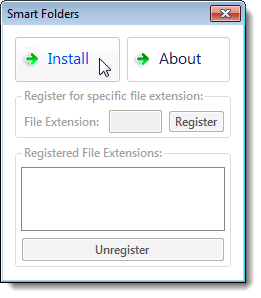 Smart Folders
Install About
Register for specific file extension:
File Extension: Register
Registered File Extensions:
Unregister